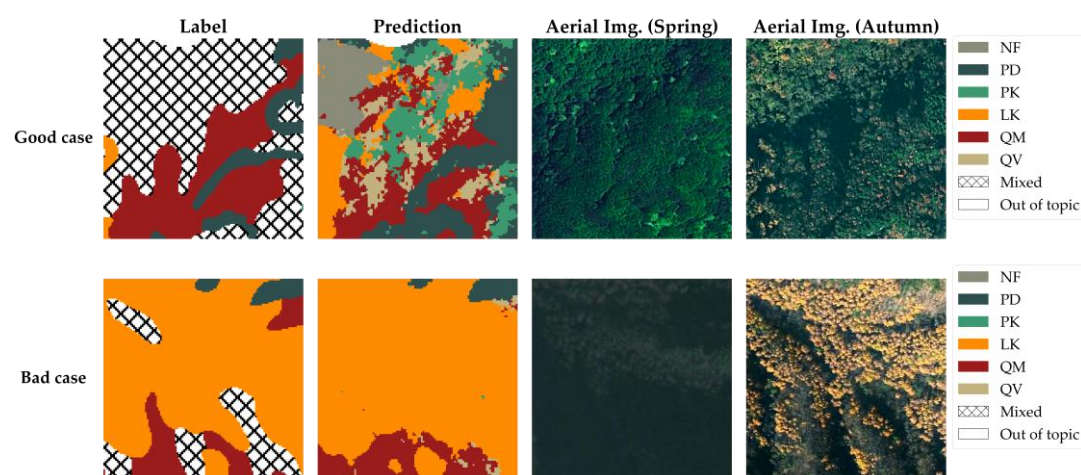 Label Prediction Aerial Img. (Spring) Aerial Img. (Autumn)
Good case
NF
PD
PK
LK
QM
QV
Mixed
Out of topic
Bad case
NF
PD
PK
LK
QM
QV
Mixed
Out of topic